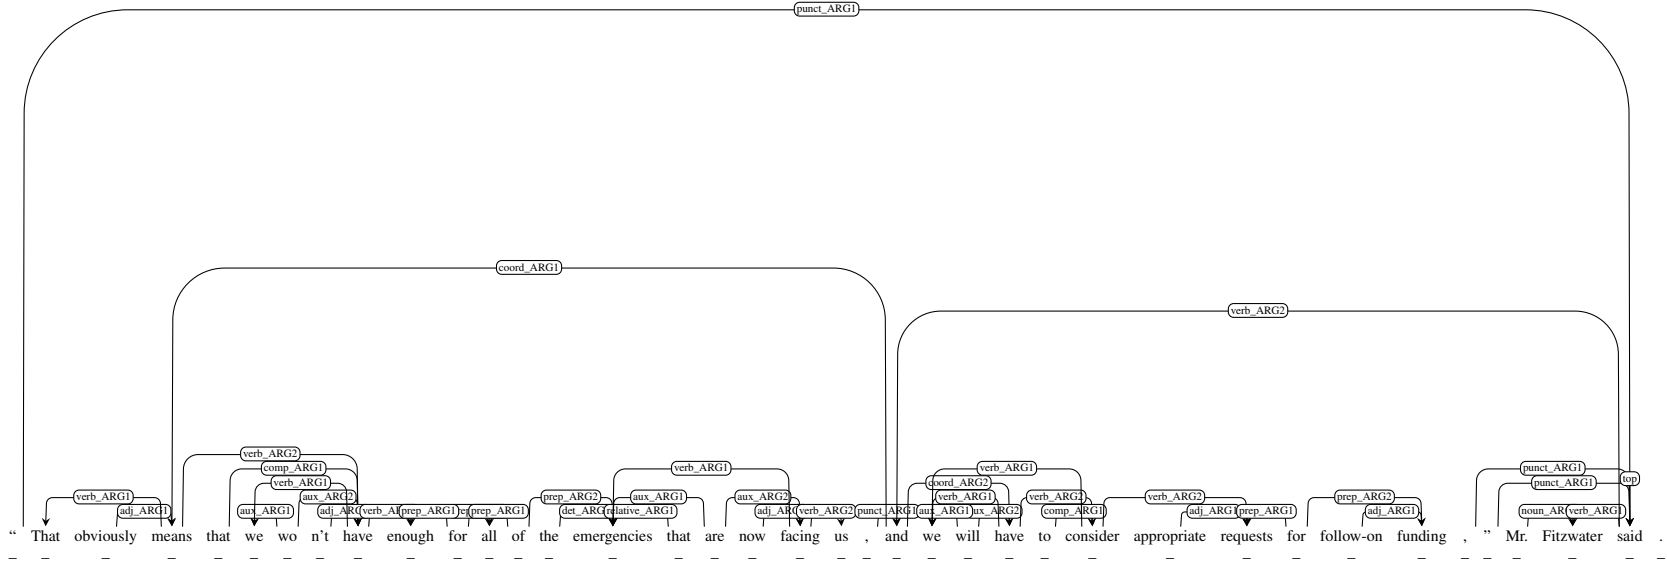 punct_ARG1
coord_ARG1
verb_ARG2
verb_ARG2
comp_ARG1 verb_ARG1 verb_ARG1 punct_ARG1
verb_ARG1 coord_ARG2 punct_ARG1 top
verb_ARG1 aux_ARG2 prep_ARG2 aux_ARG1 aux_ARG2 verb_ARG1 verb_ARG2 verb_ARG2 prep_ARG2
adj_ARG1 aux_ARG1 prep_ARG1 prep_ARG1 relative_ARG1 verb_ARG2 punct_ARG1 aux_ARG1 comp_ARG1 adj_ARG1 prep_ARG1 adj_ARG1 verb_ARG1
“ That obviously means that we wo n't have enough for all of the emergencies that are now facing us , and we will have to consider appropriate requests for follow-on funding , ” Mr. Fitzwater said .
_ _ _ _ _ _ _ _ _ _ _ _ _ _ _ _ _ _ _ _ _ _ _ _ _ _ _ _ _ _ _ _ _ _ _ _ _ _